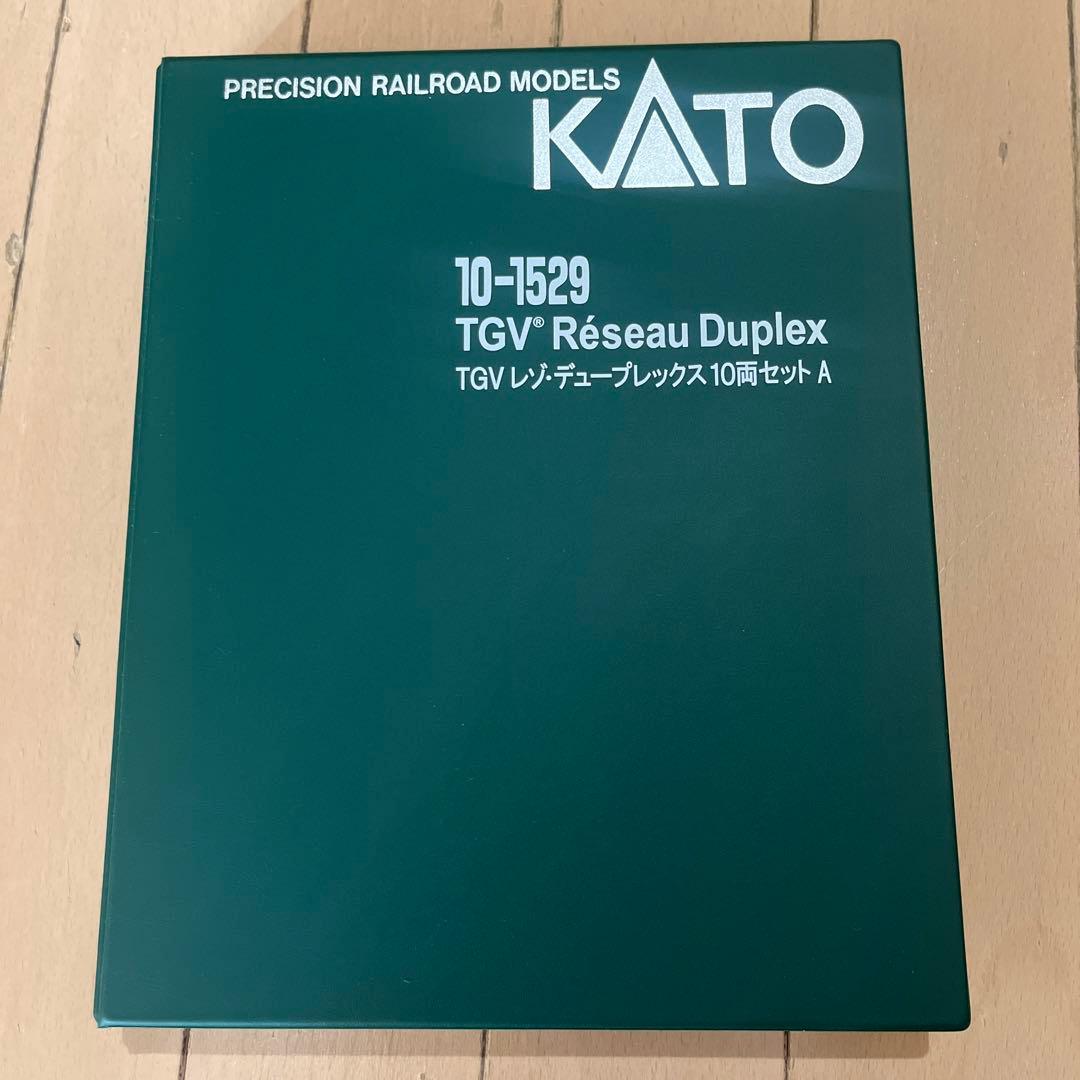 PRECISION RAILROAD MODELS
KATO
10-1529
TGV® Réseau Duplex
TGV レゾ・デュープレックス 10両セット A